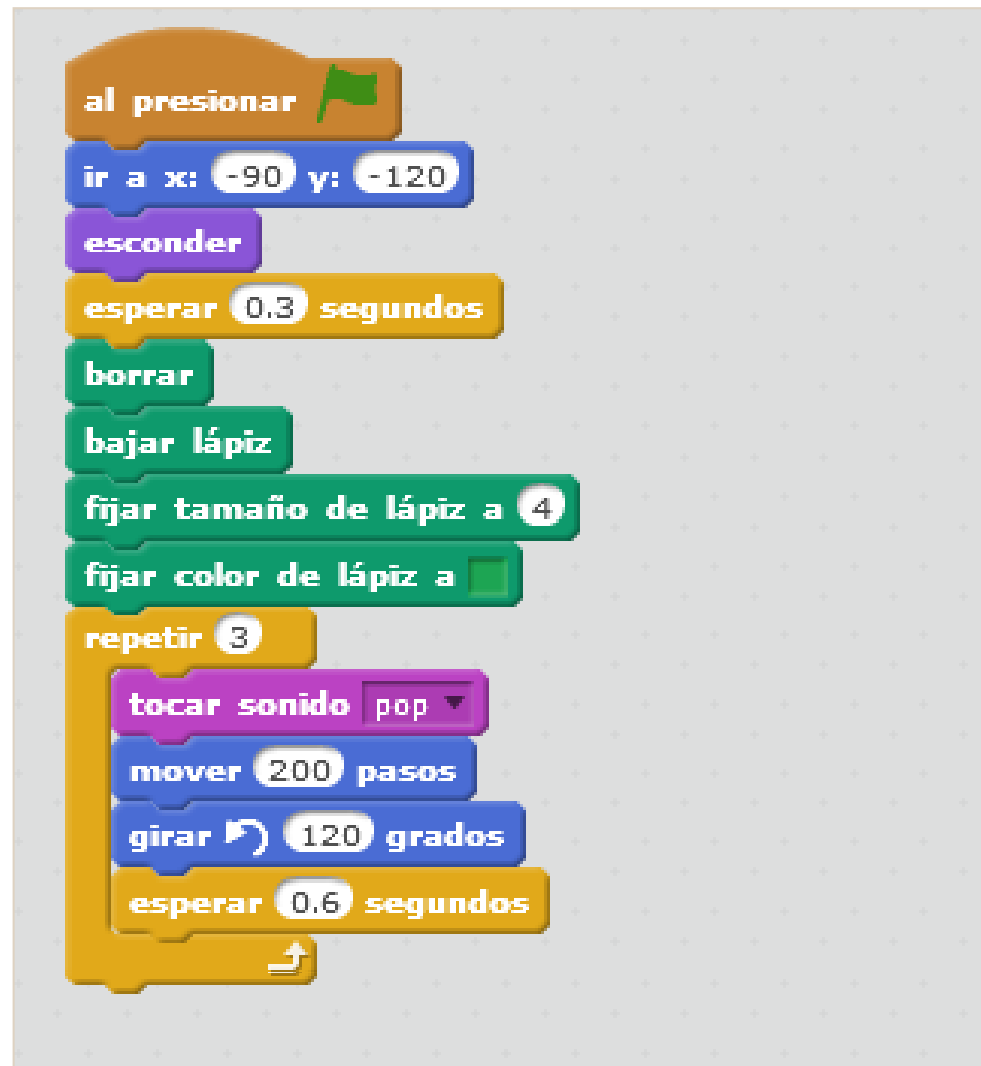 al presionar
ir a x: -90 y: -120
esconder
esperar 0.3 segundos
borrar
bajar lápiz
fijar tamaño de lápiz a 4
fijar color de lápiz a
repetir 3
tocar sonido pop
mover 200 pasos
girar 120 grados
esperar 0.6 segundos